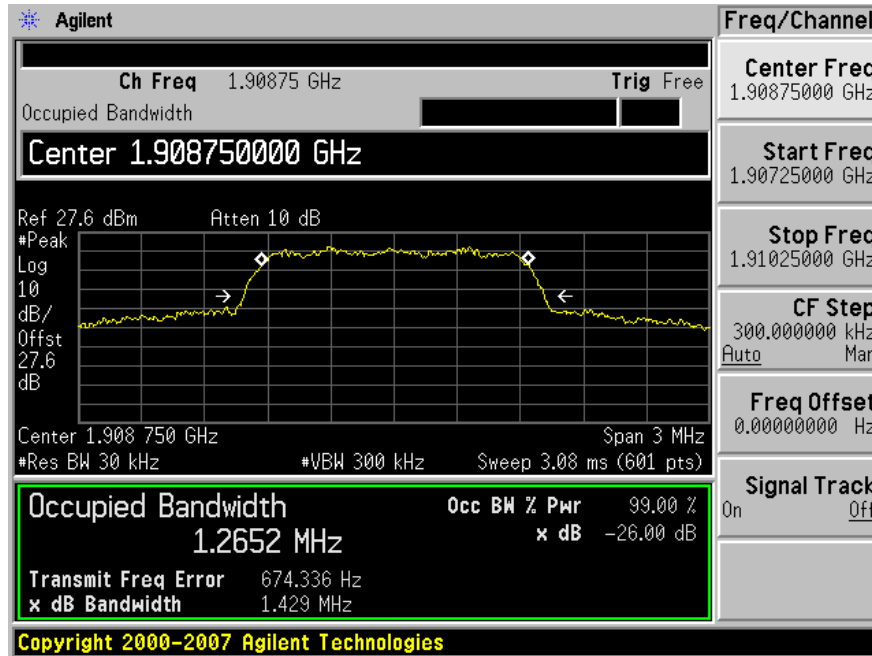 Agilent
Freq/Channel
Ch Freq 1.90875 GHz Trig Free
Occupied Bandwidth
Center 1.908750000 GHz
Center Freq
1.90875000 GHz
Start Freq
1.90725000 GHz
Stop Freq
1.91025000 GHz
CF Step
300.000000 kHz
Auto Man
Freq Offset
0.00000000 Hz
Signal Track
On Off
Ref 27.6 dBm Atten 10 dB
#Peak
Log
10
dB/
Offst
27.6
dB
Center 1.908 750 GHz Span 3 MHz
#Res BW 30 kHz #VBW 300 kHz Sweep 3.08 ms (601 pts)
Occupied Bandwidth
1.2652 MHz
Occ BW % Pwr 99.00 %
x dB -26.00 dB
Transmit Freq Error 674.336 Hz
x dB Bandwidth 1.429 MHz
Copyright 2000-2007 Agilent Technologies